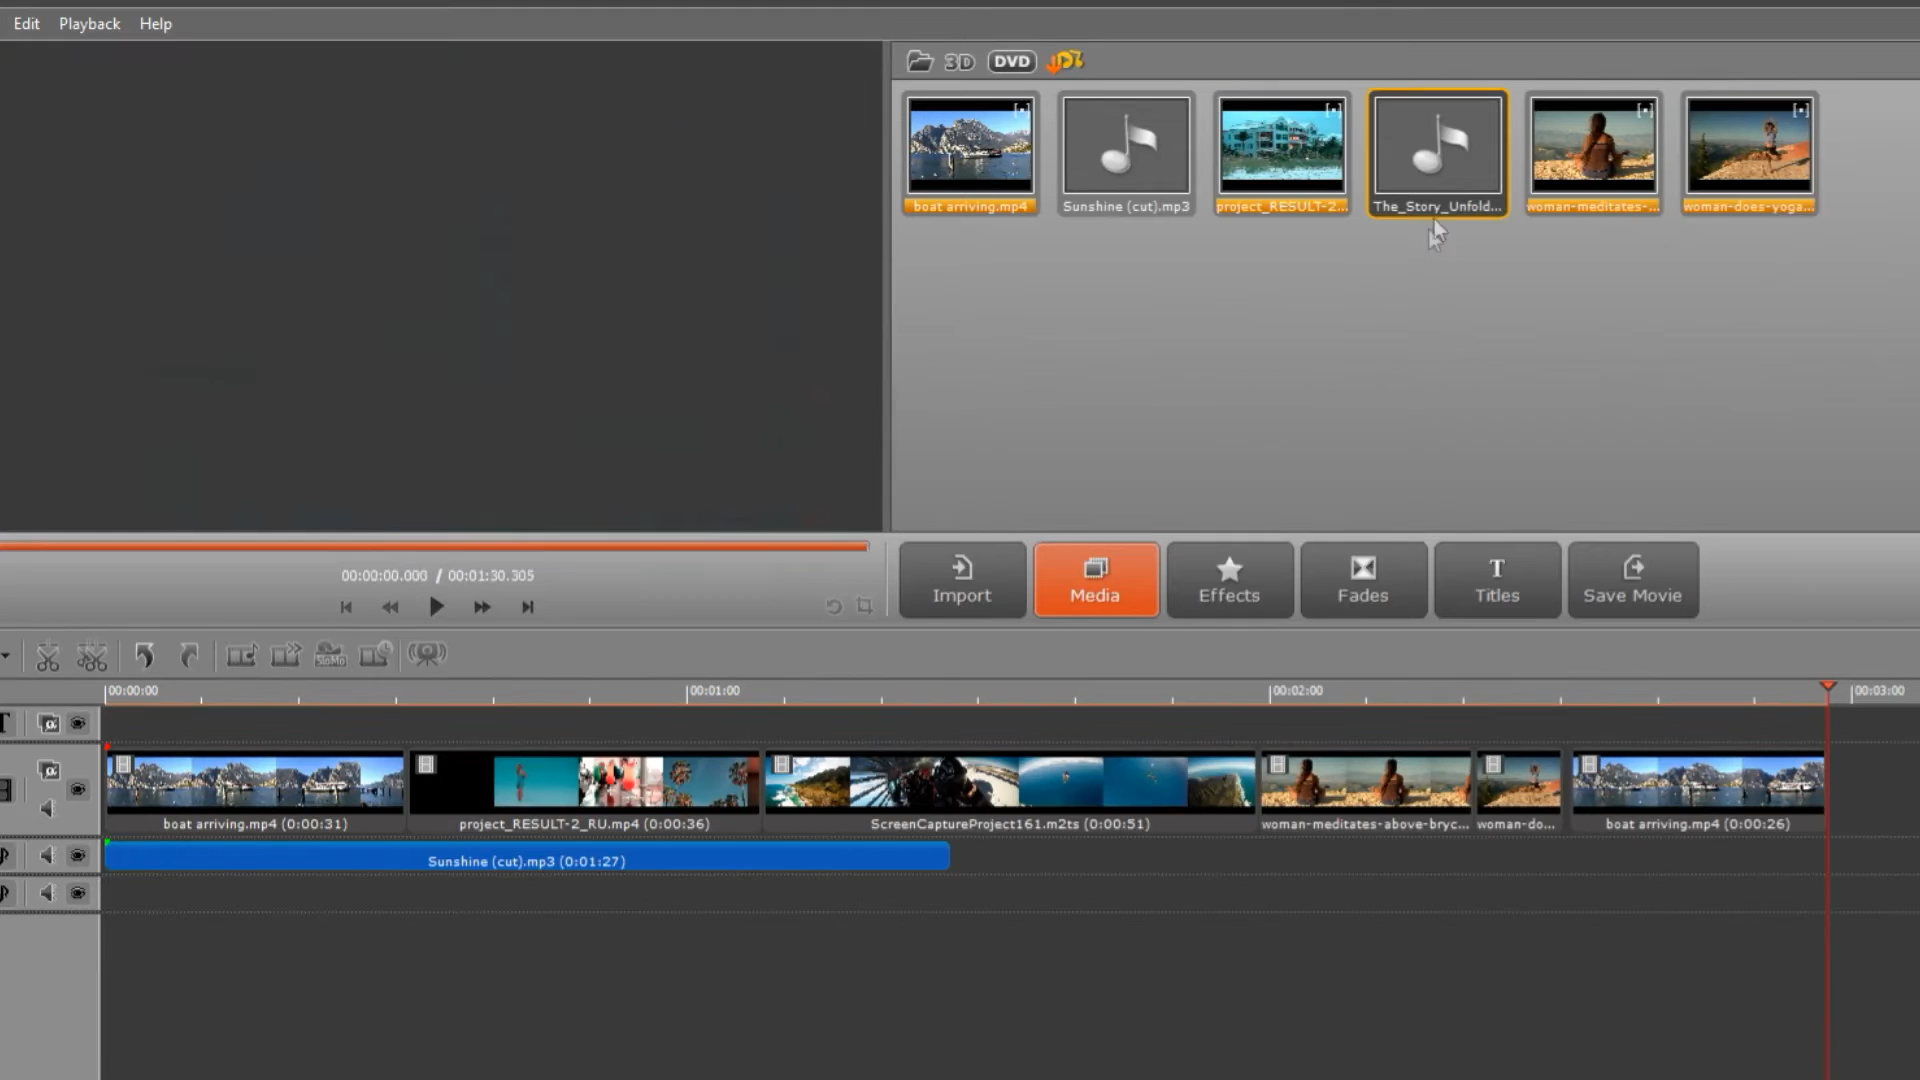 Edit Playback Help
3D DVD
boat arriving.mp4 Sunshine (cut).mp3 project_RESULT-2... The_Story_Unfold... woman-meditates-... woman-does-yoga...
00:00:00.000 / 00:01:30.305
Import Media Effects Fades Titles Save Movie
SloMo
00:00:00 00:01:00 00:02:00 00:03:00
T
boat arriving.mp4 (0:00:31) project_RESULT-2_RU.mp4 (0:00:36) ScreenCaptureProject161.m2ts (0:00:51) woman-meditates-above-bryc... woman-do... boat arriving.mp4 (0:00:26)
Sunshine (cut).mp3 (0:01:27)